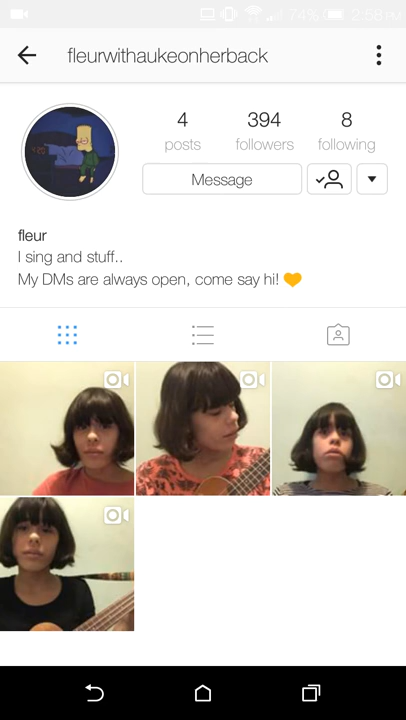 74% 2:58PM
fleurwithaukeonherback
4 394 8
posts followers following
Message
fleur
I sing and stuff..
My DMs are always open, come say hi! 🧡